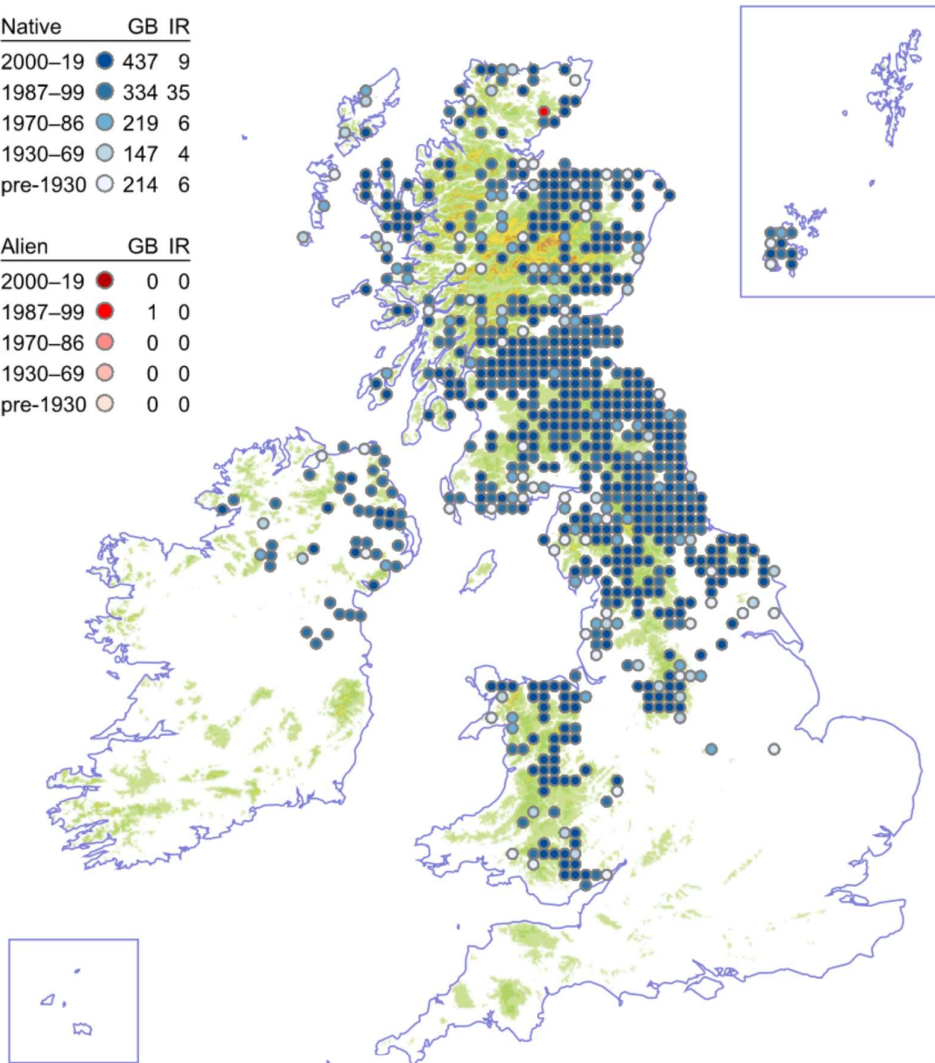 Native GB IR
2000–19 437 9
1987–99 334 35
1970–86 219 6
1930–69 147 4
pre-1930 214 6
Alien GB IR
2000–19 0 0
1987–99 1 0
1970–86 0 0
1930–69 0 0
pre-1930 0 0